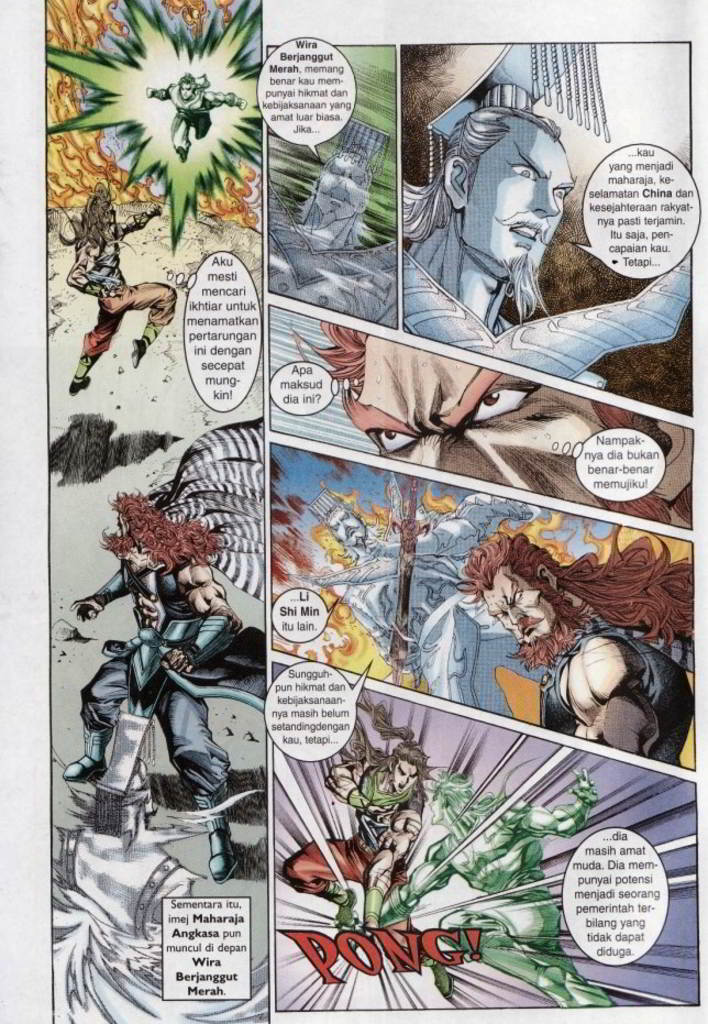 Aku
mesti
mencari
ikhtiar untuk
menamatkan
pertarungan
ini dengan
secepat
mung-
kin!
Sementara itu,
imej Maharaja
Angkasa pun
muncul di depan
Wira
Berjanggut
Merah.
Wira
Berjanggut
Merah, memang
benar kau mem-
punyai hikmat dan
kebijaksanaan yang
amat luar biasa.
Jika...
...kau
yang menjadi
maharaja, ke-
selamatan China dan
kesejahteraan rakyat-
nya pasti terjamin.
Itu saja, pen-
capaian kau.
Tetapi...
Apa
maksud
dia ini?
Nampak-
nya dia bukan
benar-benar
memujiku!
...Li
Shi Min
itu lain.
Sungguh-
pun hikmat dan
kebijaksanaan-
nya masih belum
setandingdengan
kau, tetapi...
...dia
masih amat
muda. Dia mem-
punyai potensi
menjadi seorang
pemerintah ter-
bilang yang
tidak dapat
diduga.
PONG!